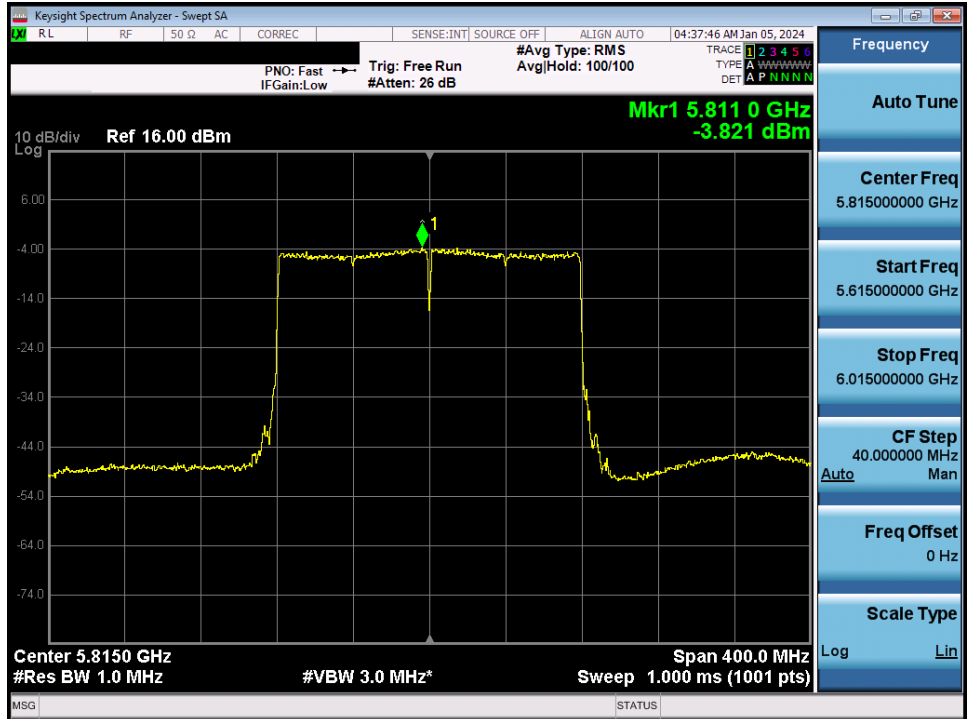 Keysight Spectrum Analyzer - Swept SA
LXI RL RF 50 Ω AC CORREC SENSE:INT SOURCE OFF ALIGN AUTO 04:37:46 AM Jan 05, 2024
PNO: Fast
IFGain:Low
Trig: Free Run
#Atten: 26 dB
#Avg Type: RMS
Avg|Hold: 100/100
TRACE 1 2 3 4 5 6
TYPE A WWWWW
DET A P N N N N
Mkr1 5.811 0 GHz
-3.821 dBm
10 dB/div Ref 16.00 dBm
Log
1
6.00
-4.00
-14.0
-24.0
-34.0
-44.0
-54.0
-64.0
-74.0
Center 5.8150 GHz Span 400.0 MHz
#Res BW 1.0 MHz #VBW 3.0 MHz* Sweep 1.000 ms (1001 pts)
MSG STATUS
Frequency
Auto Tune
Center Freq
5.815000000 GHz
Start Freq
5.615000000 GHz
Stop Freq
6.015000000 GHz
CF Step
40.000000 MHz
Auto Man
Freq Offset
0 Hz
Scale Type
Log Lin